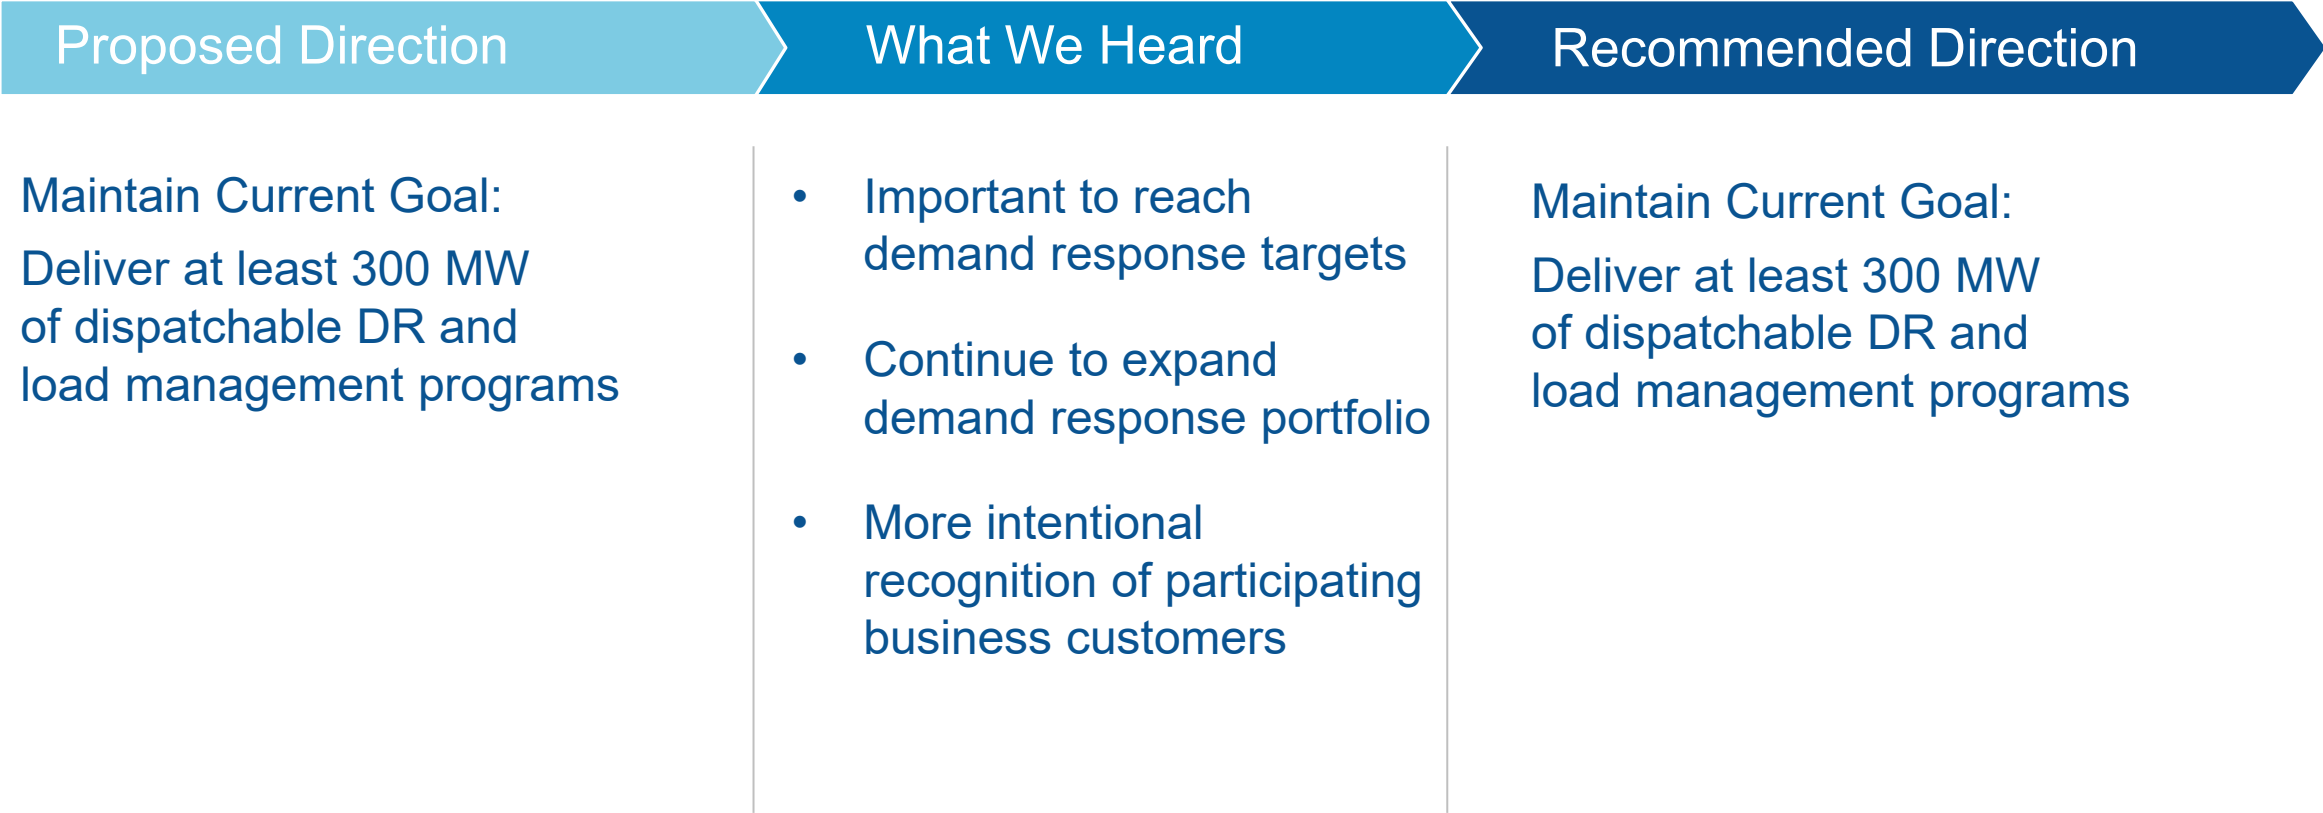 Proposed Direction
What We Heard
Recommended Direction
Maintain Current Goal:
Deliver at least 300 MW
of dispatchable DR and
load management programs
• Important to reach
demand response targets
• Continue to expand
demand response portfolio
• More intentional
recognition of participating
business customers
Maintain Current Goal:
Deliver at least 300 MW
of dispatchable DR and
load management programs